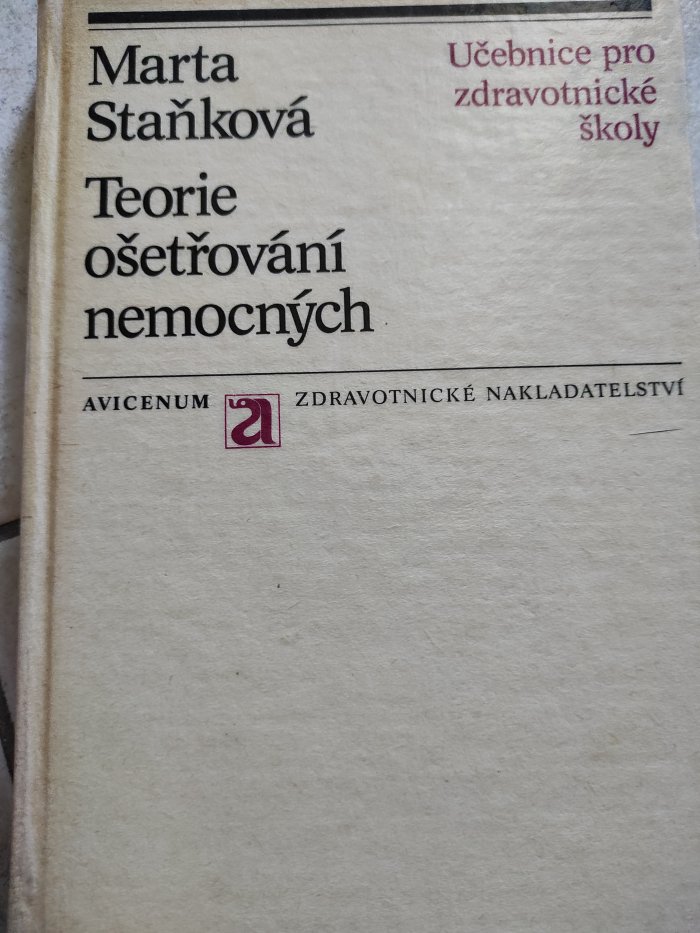 Marta
Staňková
Učebnice pro
zdravotnické
školy
Teorie
ošetřování
nemocných
AVICENUM a ZDRAVOTNICKÉ NAKLADATELSTVÍ